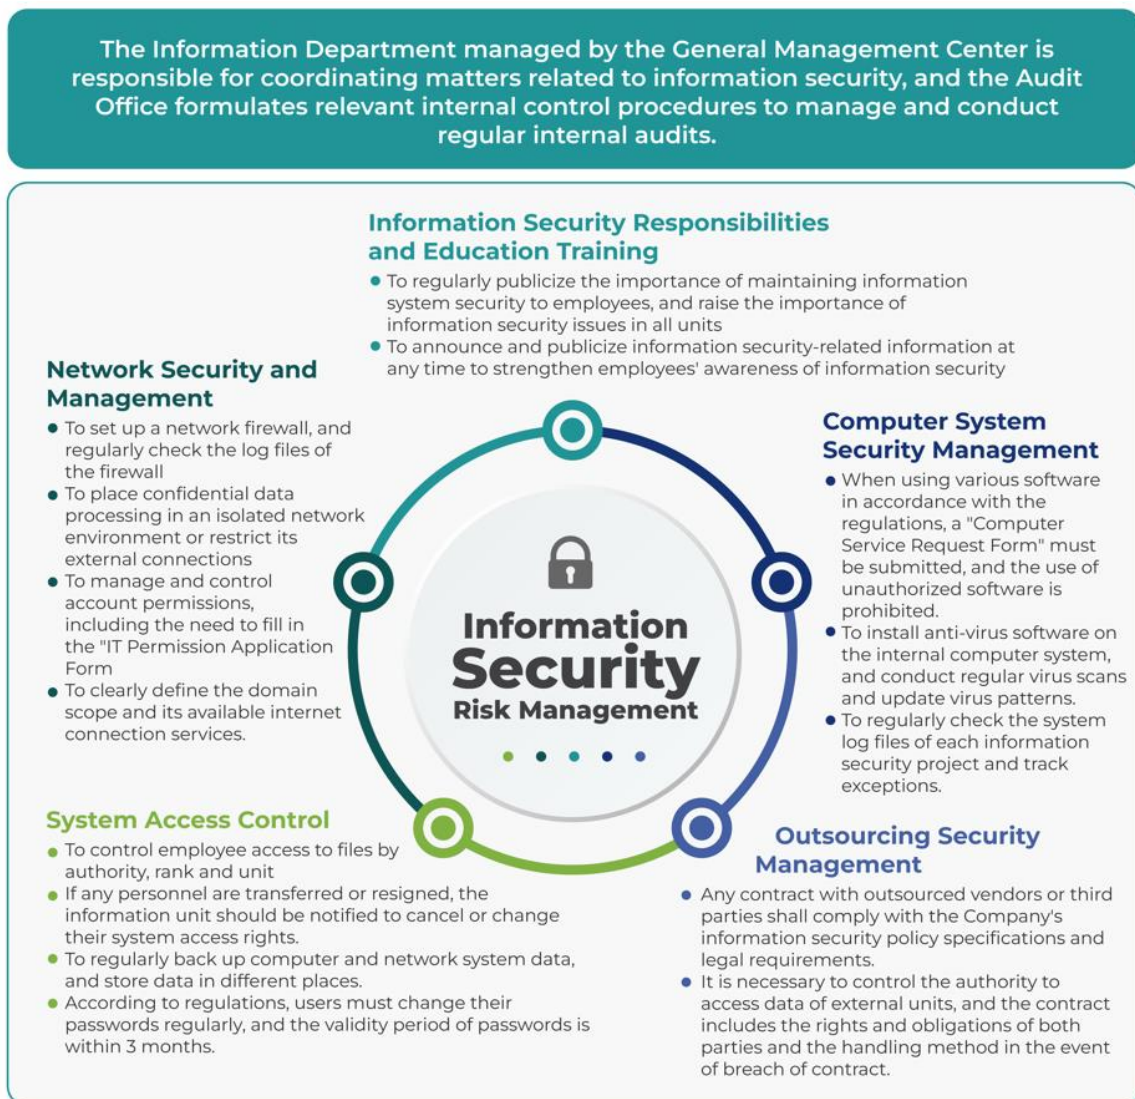 The Information Department managed by the General Management Center is
responsible for coordinating matters related to information security, and the Audit
Office formulates relevant internal control procedures to manage and conduct
regular internal audits.
Information Security Responsibilities
and Education Training
• To regularly publicize the importance of maintaining information
system security to employees, and raise the importance of
information security issues in all units
• To announce and publicize information security-related information at
any time to strengthen employees' awareness of information security
Network Security and
Management
• To set up a network firewall, and
regularly check the log files of
the firewall
• To place confidential data
processing in an isolated network
environment or restrict its
external connections
• To manage and control
account permissions,
including the need to fill in
the "IT Permission Application
Form
• To clearly define the domain
scope and its available internet
connection services.
Computer System
Security Management
• When using various software
in accordance with the
regulations, a "Computer
Service Request Form" must
be submitted, and the use of
unauthorized software is
prohibited.
• To install anti-virus software on
the internal computer system,
and conduct regular virus scans
and update virus patterns.
• To regularly check the system
log files of each information
security project and track
exceptions.
Information
Security
Risk Management
System Access Control
• To control employee access to files by
authority, rank and unit
• If any personnel are transferred or resigned, the
information unit should be notified to cancel or change
their system access rights.
• To regularly back up computer and network system data,
and store data in different places.
• According to regulations, users must change their
passwords regularly, and the validity period of passwords is
within 3 months.
Outsourcing Security
Management
• Any contract with outsourced vendors or third
parties shall comply with the Company's
information security policy specifications and
legal requirements.
• It is necessary to control the authority to
access data of external units, and the contract
includes the rights and obligations of both
parties and the handling method in the event
of breach of contract.